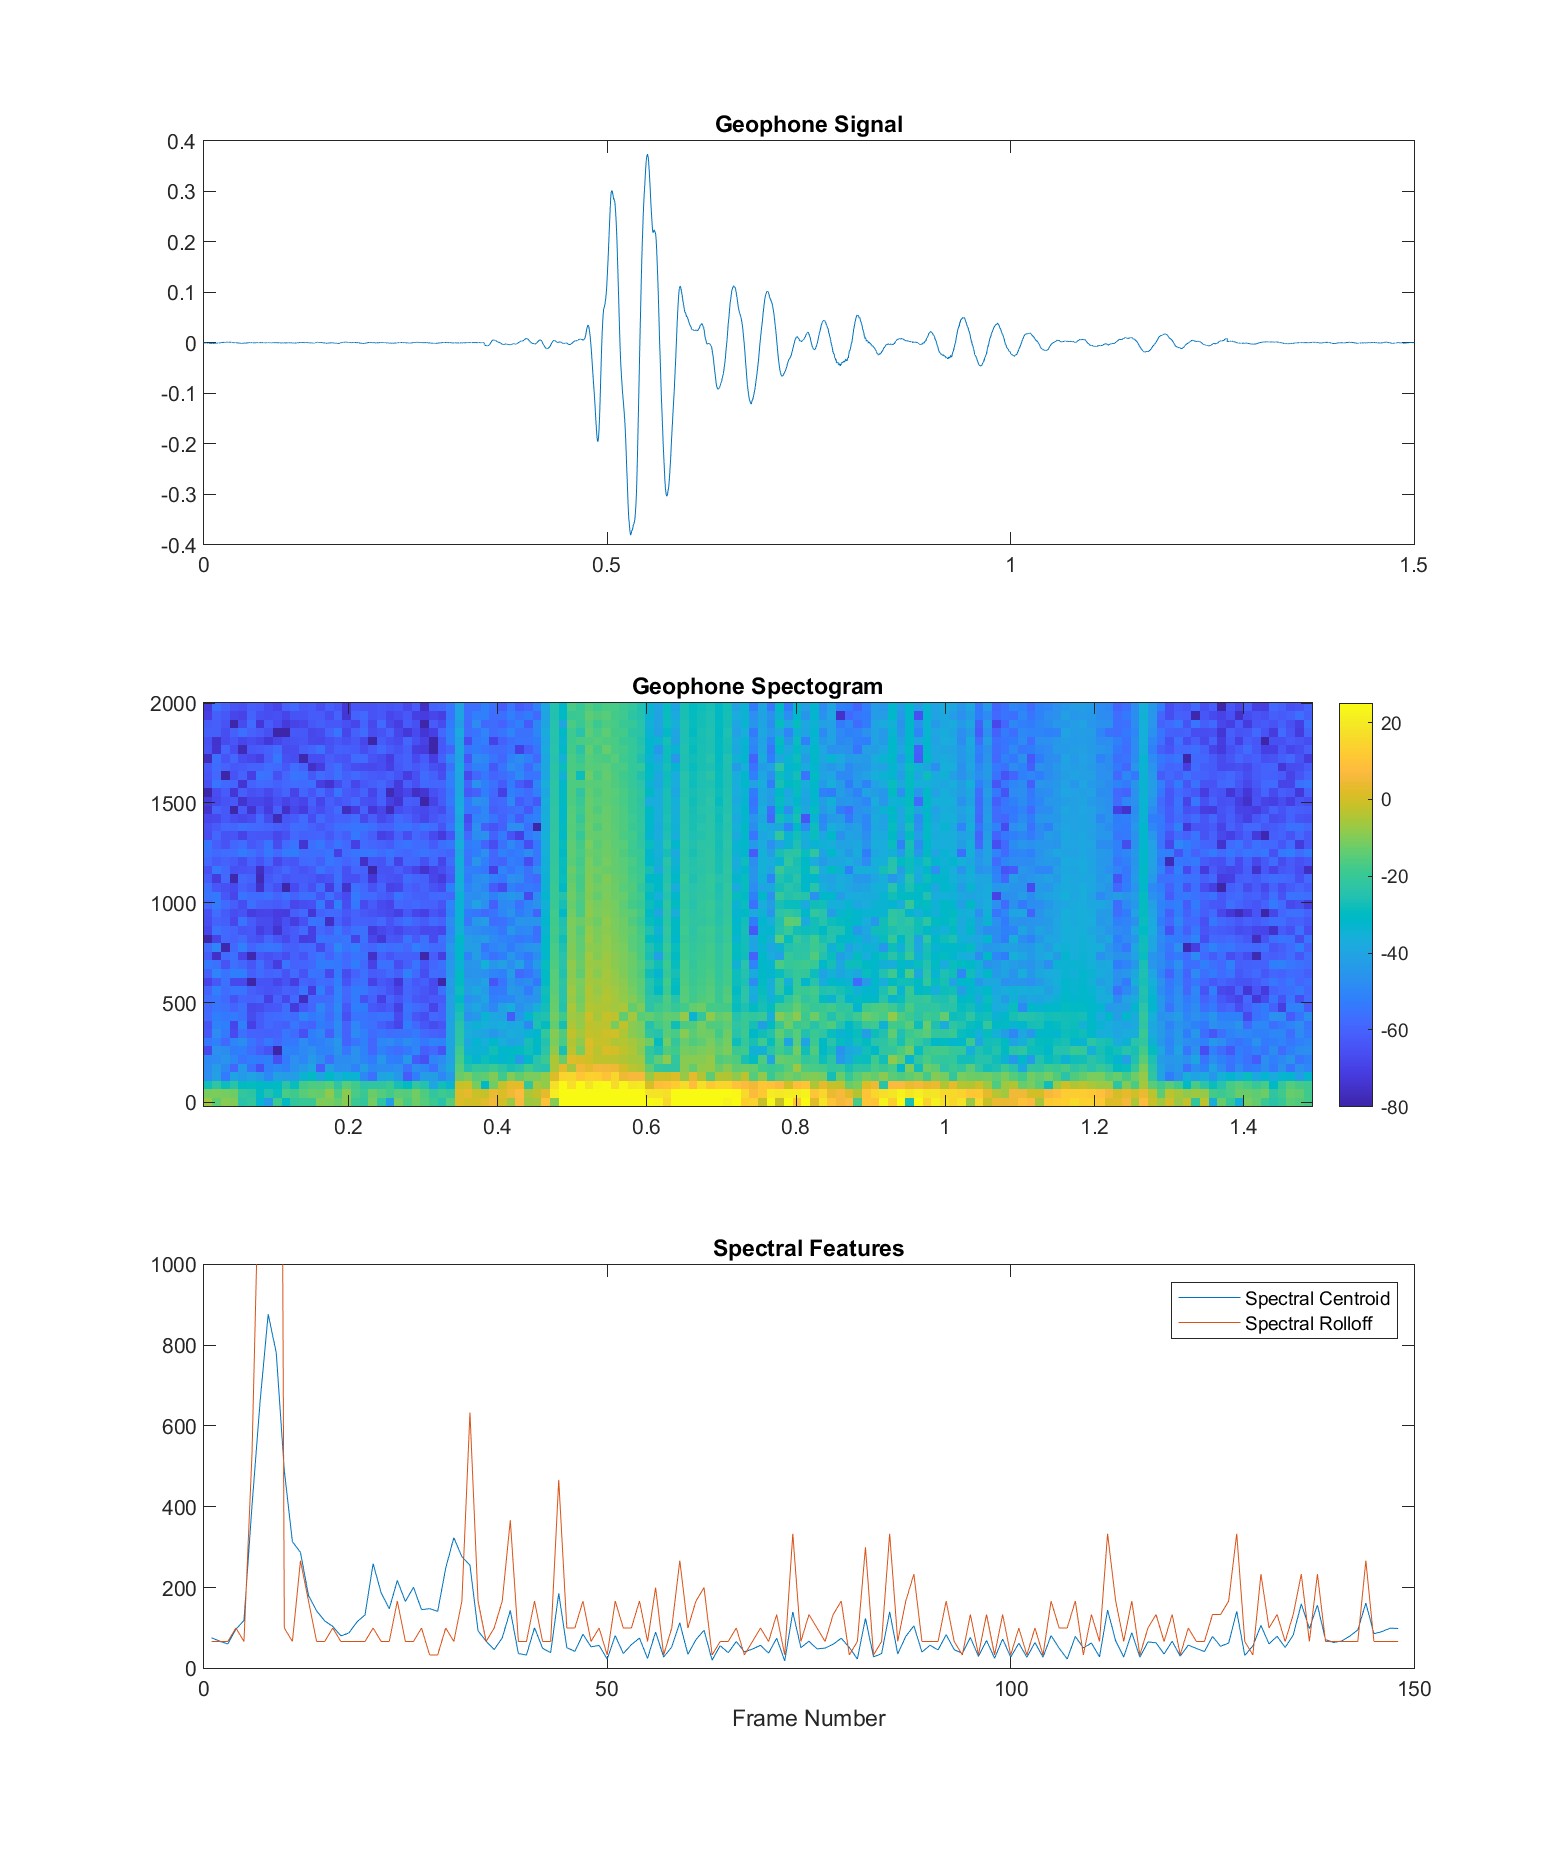 Geophone Signal
0.4
0.3
0.2
0.1
0
-0.1
-0.2
-0.3
-0.4
0 0.5 1 1.5
Geophone Spectogram
2000
1500
1000
500
0
0.2 0.4 0.6 0.8 1 1.2 1.4
20
0
-20
-40
-60
-80
Spectral Features
1000
800
600
400
200
0
Spectral Centroid
Spectral Rolloff
0 50 100 150
Frame Number